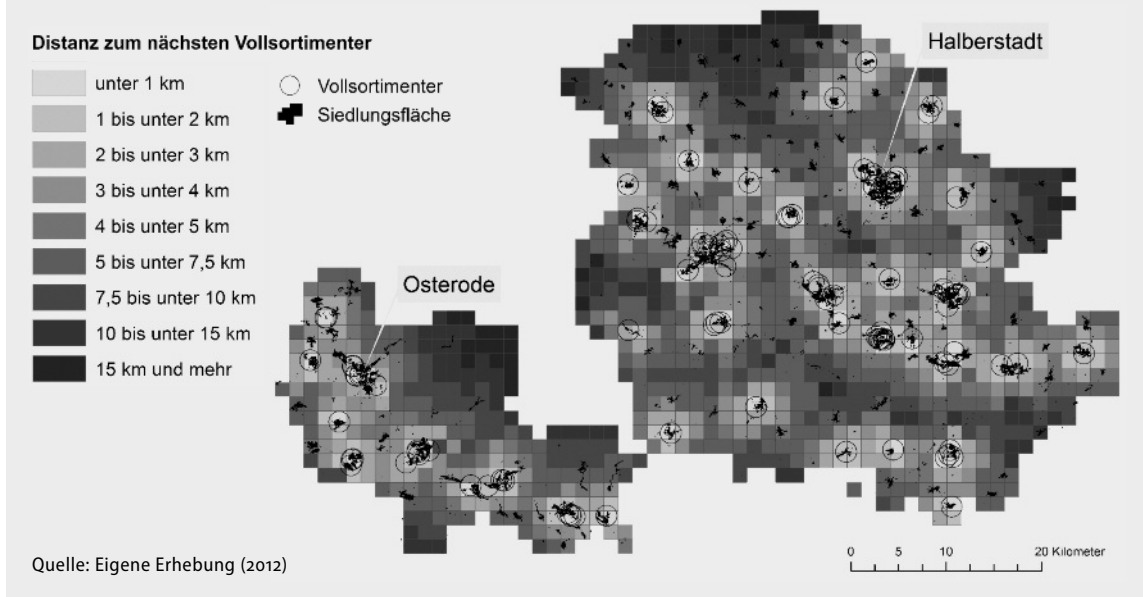 Distanz zum nächsten Vollsortimenter
unter 1 km
1 bis unter 2 km
2 bis unter 3 km
3 bis unter 4 km
4 bis unter 5 km
5 bis unter 7,5 km
7,5 bis unter 10 km
10 bis unter 15 km
15 km und mehr
Vollsortimenter
Siedlungsfläche
Halberstadt
Osterode
Quelle: Eigene Erhebung (2012)
0 5 10 20 Kilometer